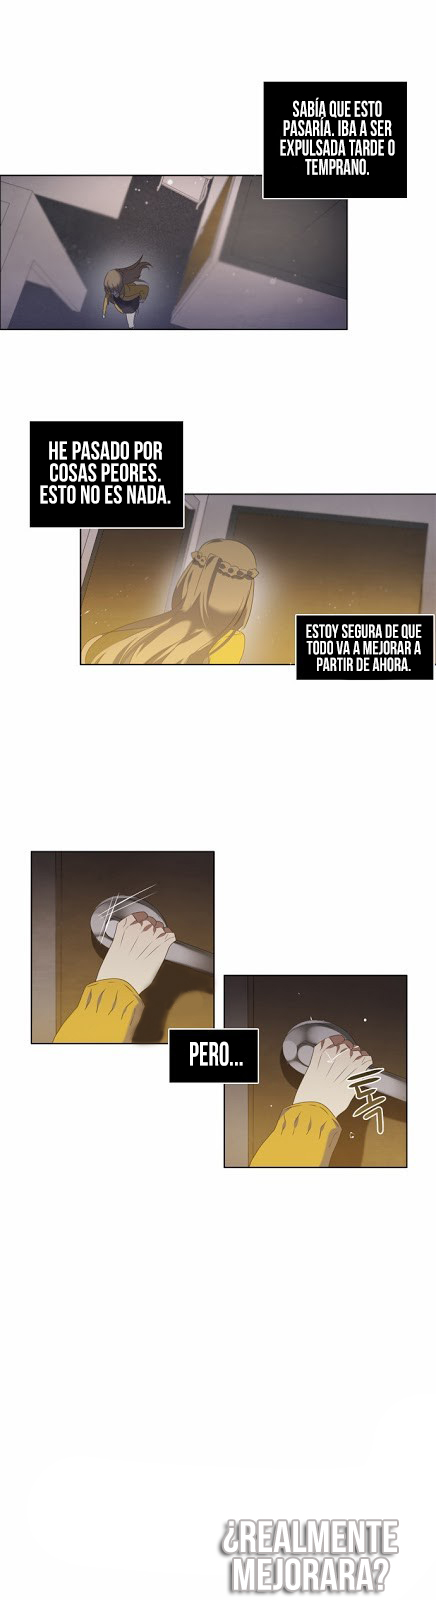 SABÍA QUE ESTO
PASARÍA. IBA A SER
EXPULSADA TARDE O
TEMPRANO.
HE PASADO POR
COSAS PEORES.
ESTO NO ES NADA.
ESTOY SEGURA DE QUE
TODO VA A MEJORAR A
PARTIR DE AHORA.
PERO...
툭
¿REALMENTE
MEJORARA?